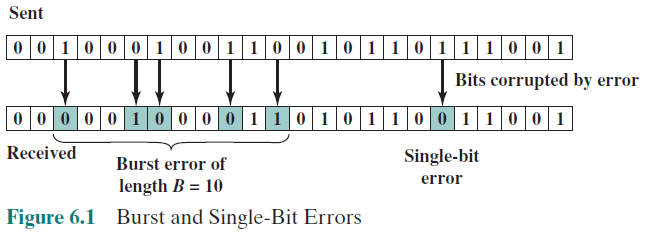 Sent
0 0 1 0 0 0 1 0 0 1 1 0 0 1 0 1 1 0 1 1 1 0 0 1
Bits corrupted by error
0 0 0 0 0 1 0 0 0 0 1 1 0 1 0 1 1 0 0 1 1 0 0 1
Received
Burst error of
length B = 10
Single-bit
error
Figure 6.1 Burst and Single-Bit Errors